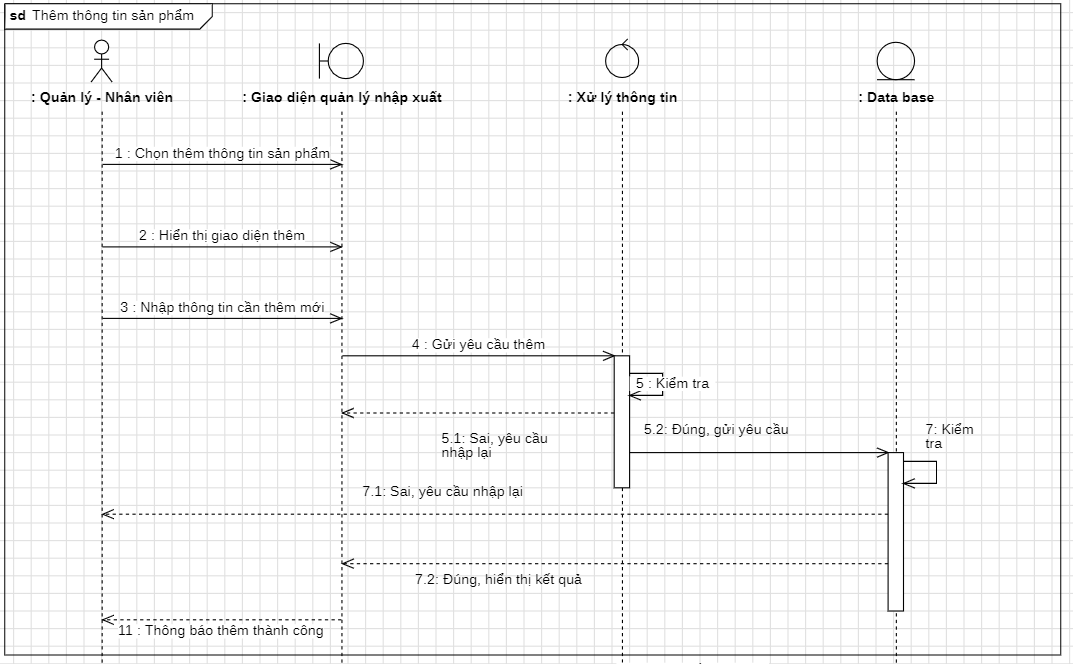 sd Thêm thông tin sản phẩm
: Quản lý - Nhân viên
: Giao diện quản lý nhập xuất
: Xử lý thông tin
: Data base
1 : Chọn thêm thông tin sản phẩm
2 : Hiển thị giao diện thêm
3 : Nhập thông tin cần thêm mới
4 : Gửi yêu cầu thêm
5 : Kiểm tra
5.1: Sai, yêu cầu
nhập lại
5.2: Đúng, gửi yêu cầu
7: Kiểm
tra
7.1: Sai, yêu cầu nhập lại
7.2: Đúng, hiển thị kết quả
11 : Thông báo thêm thành công